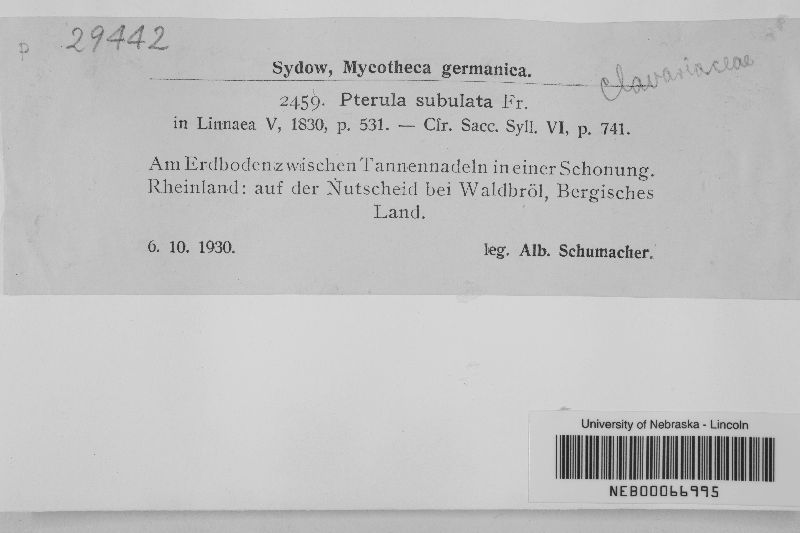 p 29442
Sydow, Mycotheca germanica.
clavariaceae
2459. Pterula subulata Fr.
in Linnaea V, 1830, p. 531. — Cfr. Sacc. Syll. VI, p. 741.
Am Erdboden zwischen Tannennadeln in einer Schonung.
Rheinland: auf der Nutscheid bei Waldbröl, Bergisches
Land.
6. 10. 1930.
leg. Alb. Schumacher.
University of Nebraska - Lincoln
NEB00066995